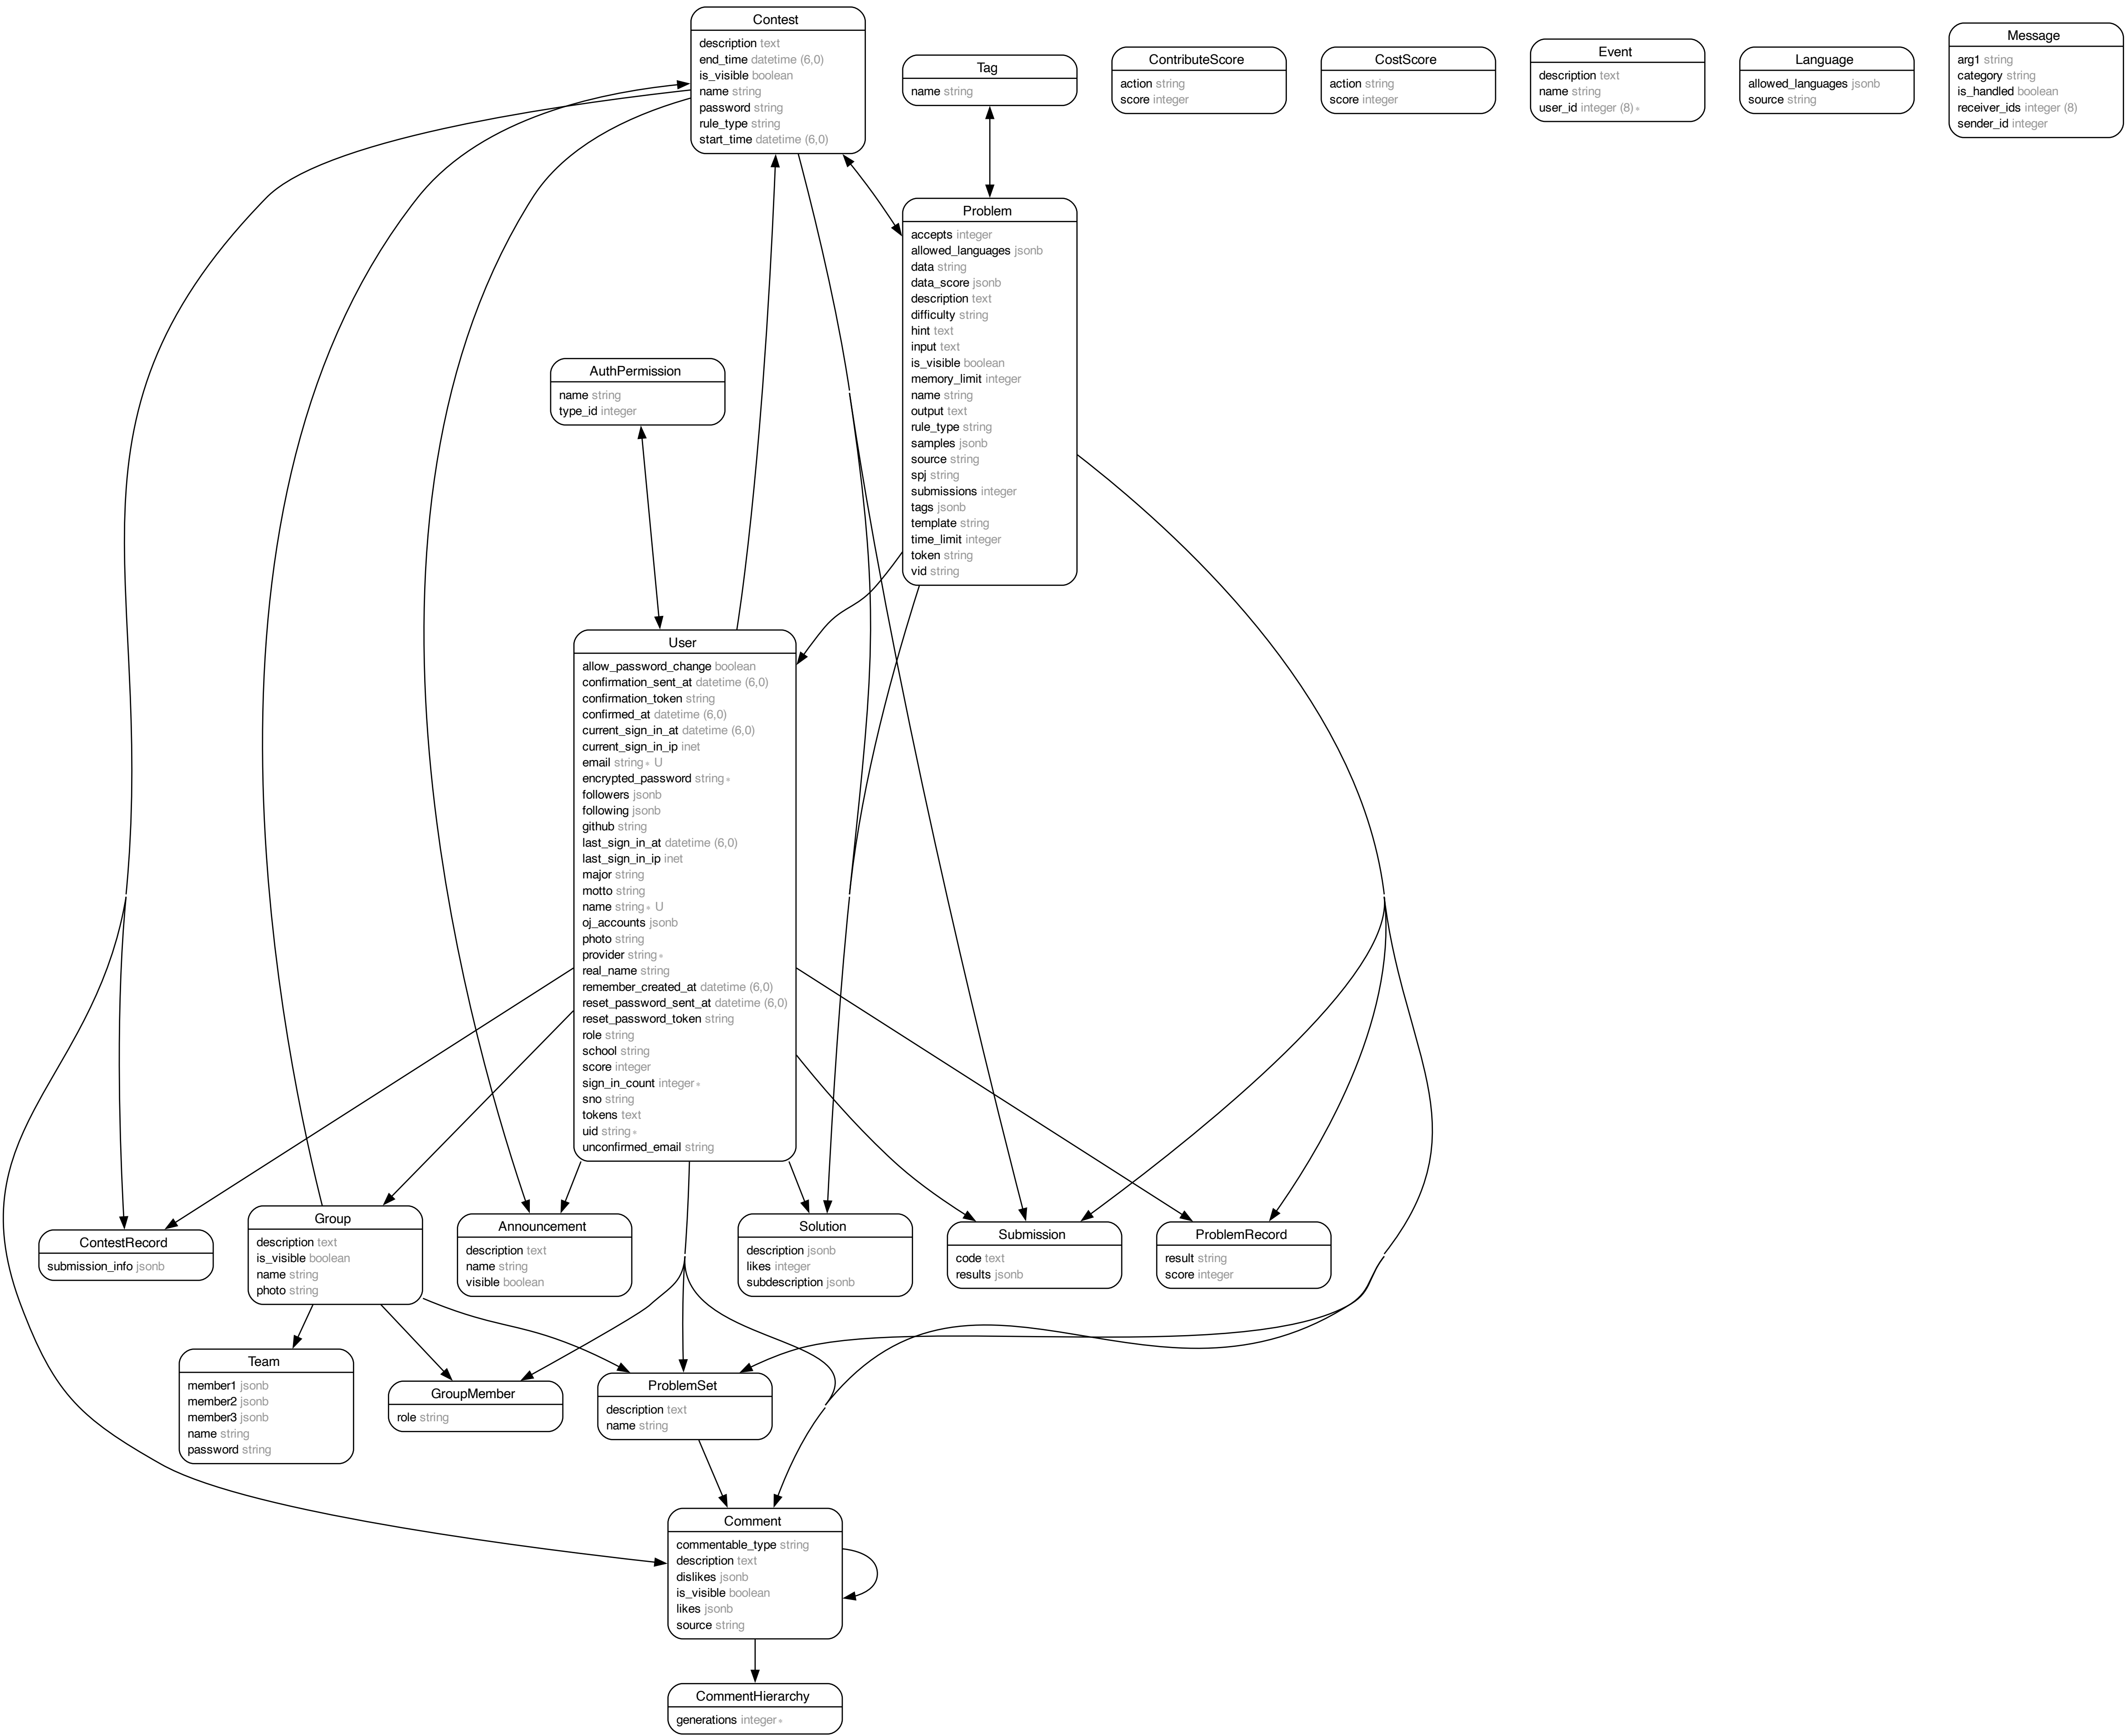 Contest
description text
end_time datetime (6,0)
is_visible boolean
name string
password string
rule_type string
start_time datetime (6,0)
Tag
name string
ContributeScore
action string
score integer
CostScore
action string
score integer
Event
description text
name string
user_id integer (8) ∗
Language
allowed_languages jsonb
source string
Message
arg1 string
category string
is_handled boolean
receiver_ids integer (8)
sender_id integer
Problem
accepts integer
allowed_languages jsonb
data string
data_score jsonb
description text
difficulty string
hint text
input text
is_visible boolean
memory_limit integer
name string
output text
rule_type string
samples jsonb
source string
spj string
submissions integer
tags jsonb
template string
time_limit integer
token string
vid string
AuthPermission
name string
type_id integer
User
allow_password_change boolean
confirmation_sent_at datetime (6,0)
confirmation_token string
confirmed_at datetime (6,0)
current_sign_in_at datetime (6,0)
current_sign_in_ip inet
email string ∗ U
encrypted_password string ∗
followers jsonb
following jsonb
github string
last_sign_in_at datetime (6,0)
last_sign_in_ip inet
major string
motto string
name string ∗ U
oj_accounts jsonb
photo string
provider string ∗
real_name string
remember_created_at datetime (6,0)
reset_password_sent_at datetime (6,0)
reset_password_token string
role string
school string
score integer
sign_in_count integer ∗
sno string
tokens text
uid string ∗
unconfirmed_email string
ContestRecord
submission_info jsonb
Group
description text
is_visible boolean
name string
photo string
Announcement
description text
name string
visible boolean
Solution
description jsonb
likes integer
subdescription jsonb
Submission
code text
results jsonb
ProblemRecord
result string
score integer
Team
member1 jsonb
member2 jsonb
member3 jsonb
name string
password string
GroupMember
role string
ProblemSet
description text
name string
Comment
commentable_type string
description text
dislikes jsonb
is_visible boolean
likes jsonb
source string
CommentHierarchy
generations integer ∗